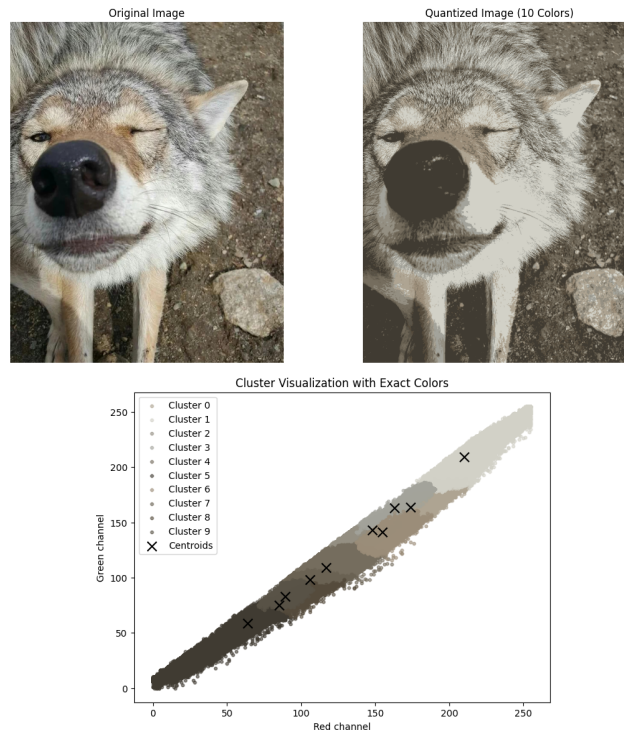 Original Image
Quantized Image (10 Colors)
Cluster Visualization with Exact Colors
250
200
150
100
50
0
Green channel
Cluster 0
Cluster 1
Cluster 2
Cluster 3
Cluster 4
Cluster 5
Cluster 6
Cluster 7
Cluster 8
Cluster 9
Centroids
0 50 100 150 200 250
Red channel